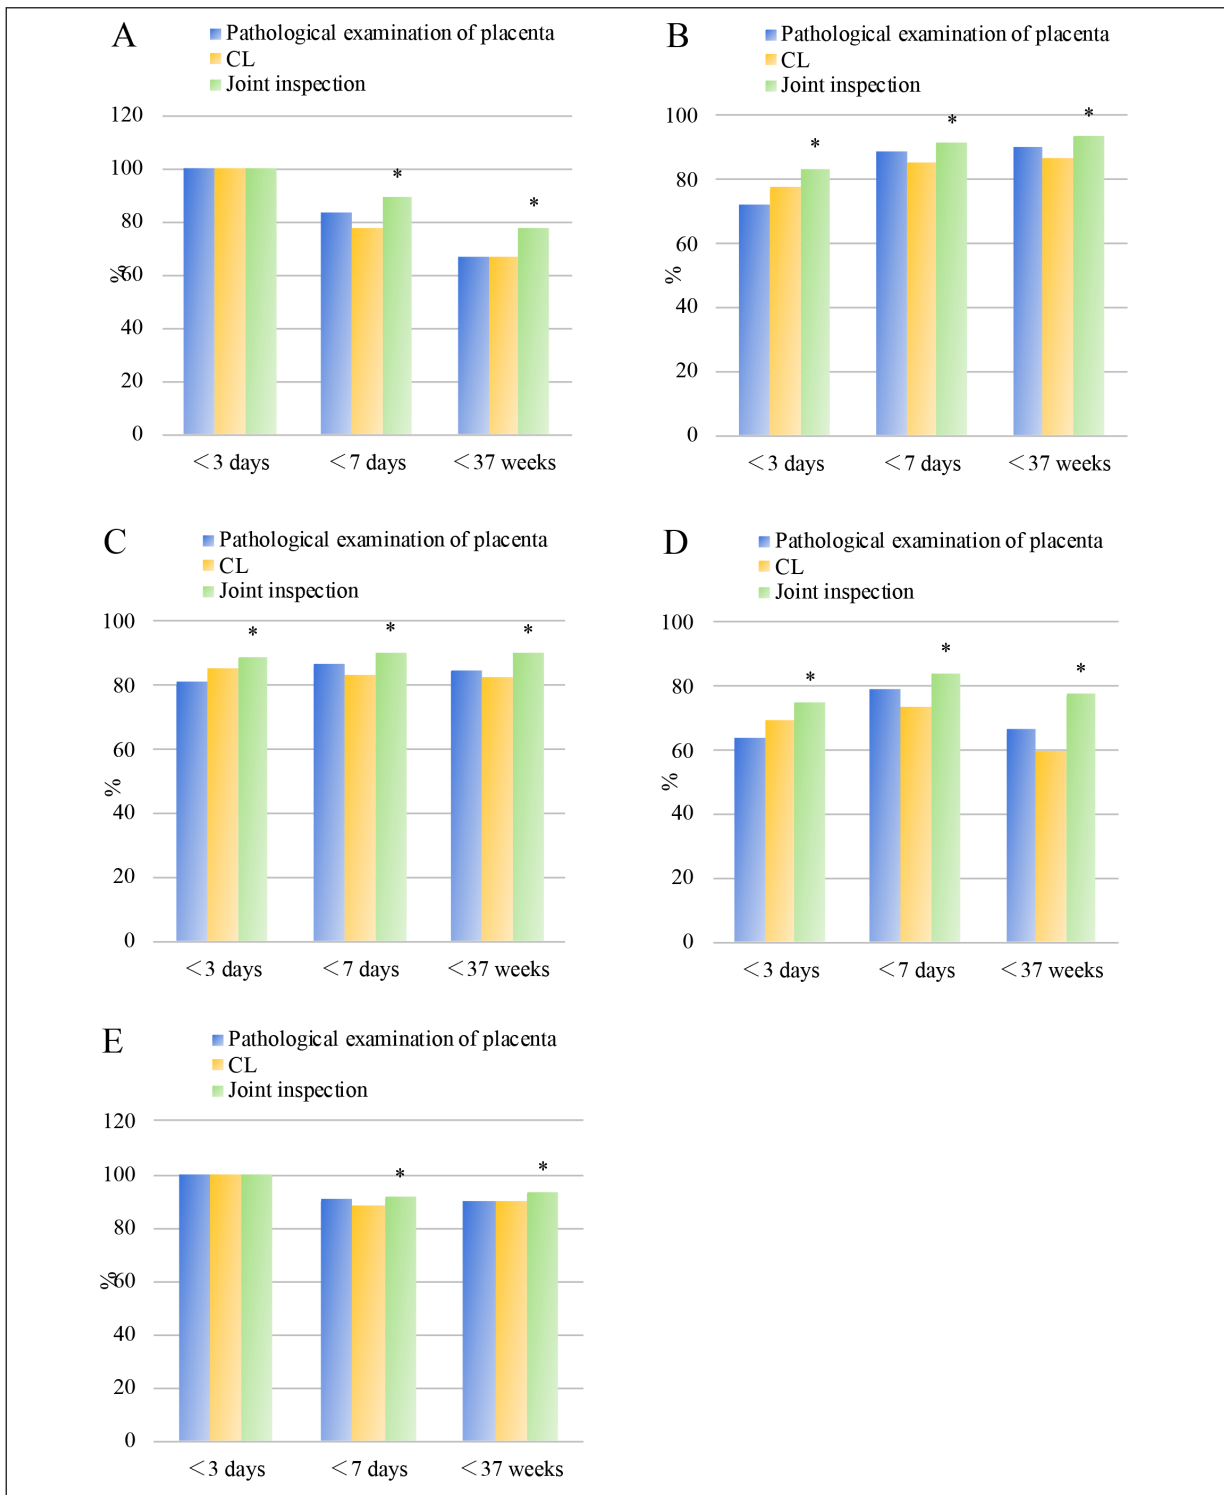 A
Pathological examination of placenta
CL
Joint inspection
120
100
80
60
40
20
0
%
*
*
<3 days
<7 days
<37 weeks
B
Pathological examination of placenta
CL
Joint inspection
100
80
60
40
20
0
%
*
*
*
<3 days
<7 days
<37 weeks
C
Pathological examination of placenta
CL
Joint inspection
100
80
60
40
20
0
%
*
*
*
<3 days
<7 days
<37 weeks
D
Pathological examination of placenta
CL
Joint inspection
100
80
60
40
20
0
%
*
*
*
<3 days
<7 days
<37 weeks
E
Pathological examination of placenta
CL
Joint inspection
120
100
80
60
40
20
0
%
*
*
<3 days
<7 days
<37 weeks